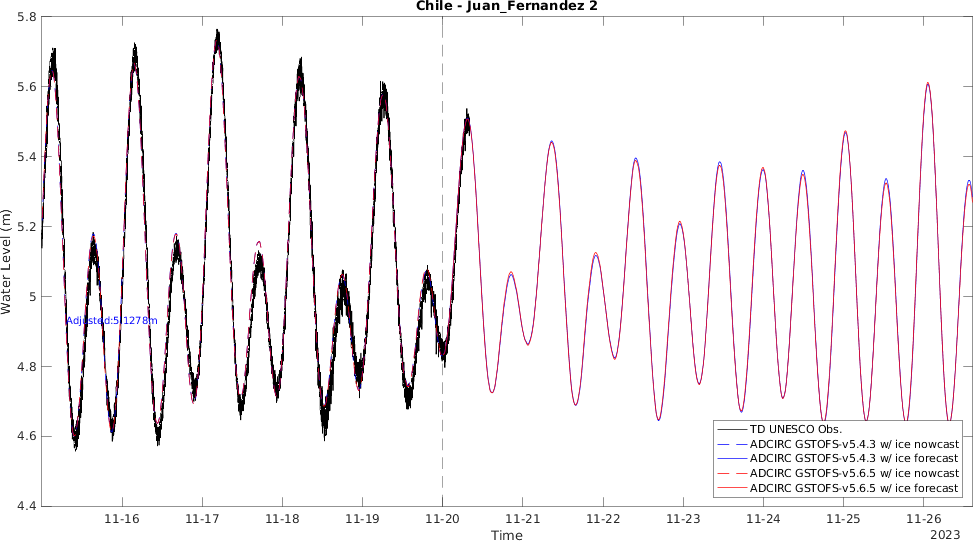 Chile - Juan_Fernandez 2
5.8
5.6
5.4
5.2
5
4.8
4.6
4.4
Water Level (m)
Adjusted:5.1278m
TD UNESCO Obs.
ADCIRC GSTOFS-v5.4.3 w/ ice nowcast
ADCIRC GSTOFS-v5.4.3 w/ ice forecast
ADCIRC GSTOFS-v5.6.5 w/ ice nowcast
ADCIRC GSTOFS-v5.6.5 w/ ice forecast
11-16 11-17 11-18 11-19 11-20 11-21 11-22 11-23 11-24 11-25 11-26
Time 2023